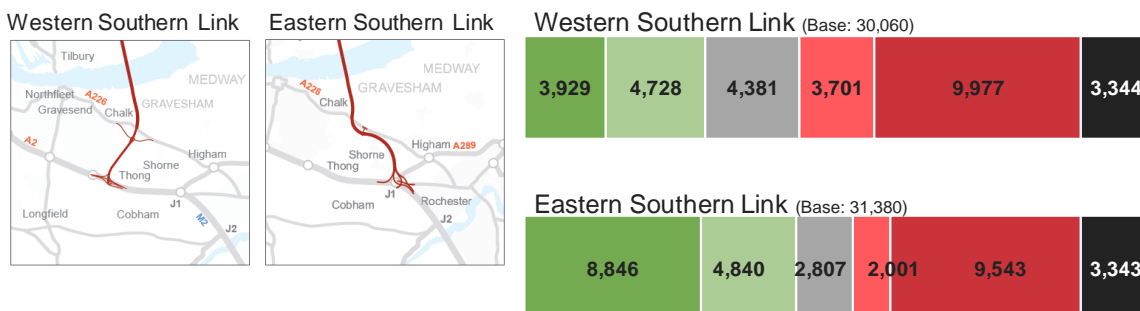 Western Southern Link
Tilbury
MEDWAY
Northfleet
A226
GRAVESHAM
Gravesend
Chalk
A2
Higham
Shorne
Thong
J1
M2
Longfield
Cobham
J2
Eastern Southern Link
MEDWAY
A226
GRAVESHAM
Chalk
Higham A289
Shorne
Thong
J1
Cobham
Rochester
J2
Western Southern Link (Base: 30,060)
3,929 4,728 4,381 3,701 9,977 3,344
Eastern Southern Link (Base: 31,380)
8,846 4,840 2,807 2,001 9,543 3,343